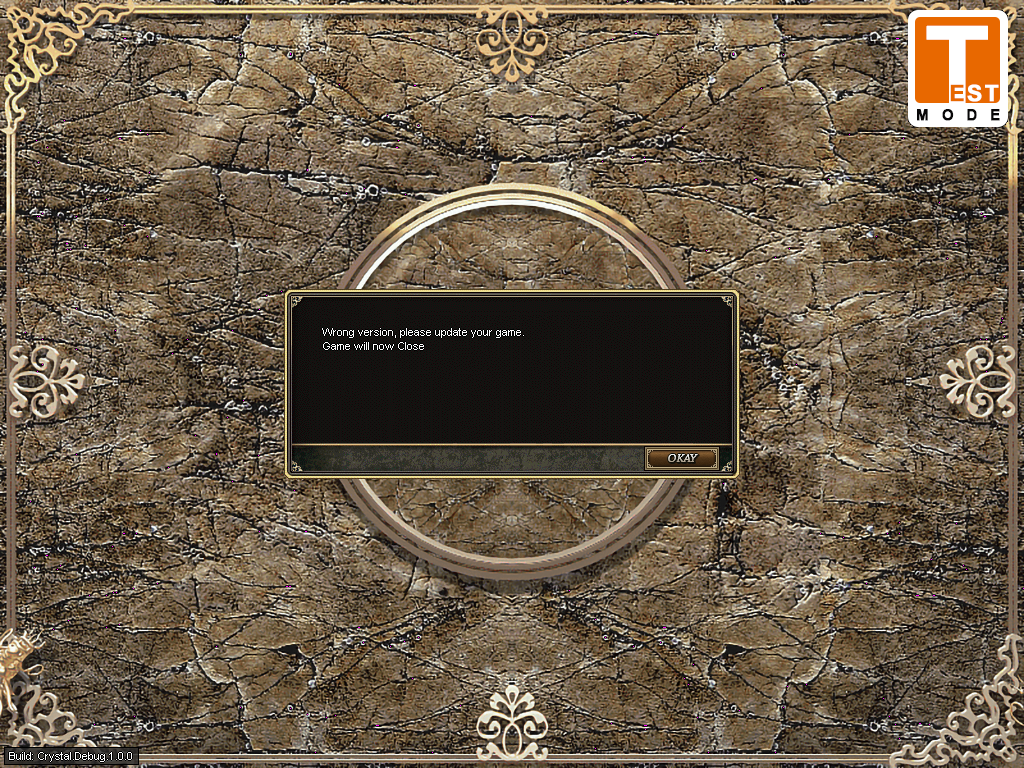 TEST
MODE
Wrong version, please update your game.
Game will now Close
OKAY
Build: Crystal.Debug.1.0.0